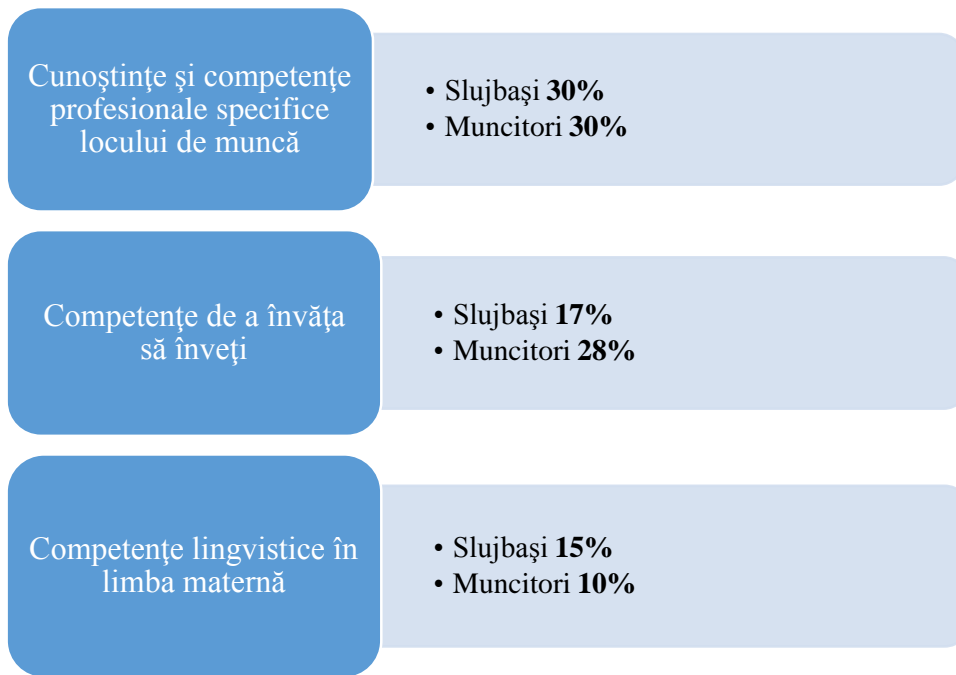 Cunoştinţe şi competenţe
profesionale specifice
locului de muncă
• Slujbaşi 30%
• Muncitori 30%
Competenţe de a învăţa
să înveţi
• Slujbaşi 17%
• Muncitori 28%
Competenţe lingvistice în
limba maternă
• Slujbaşi 15%
• Muncitori 10%